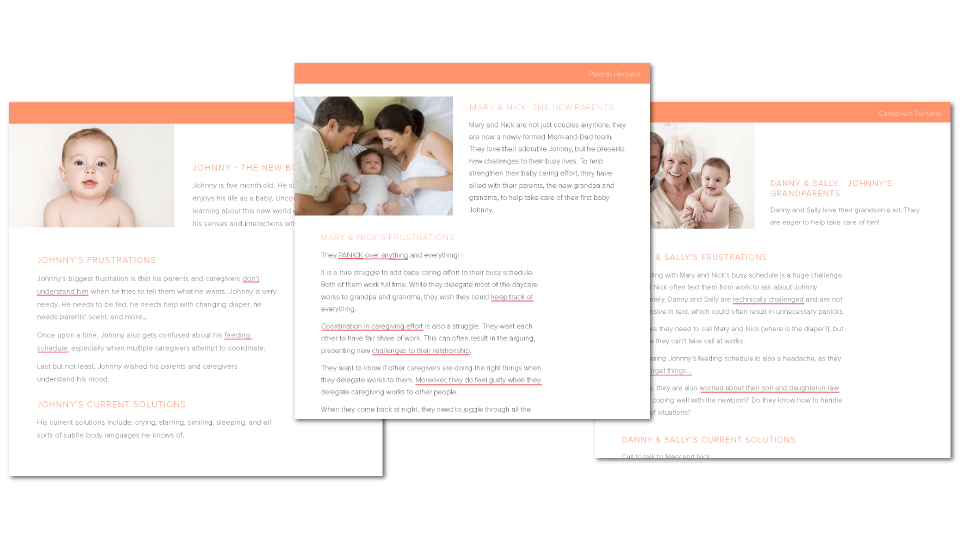 JOHNNY - THE NEW BO
Johnny is five month old. He s
enjoys his life as a baby. Unco
learning about this new world
his senses and interactions wit
JOHNNY'S FRUSTRATIONS
Johnny's biggest frustration is that his parents and caregivers don't
understand him when he tries to tell them what he wants. Johnny is very
needy. He needs to be fed, he needs help with changing diaper, he
needs parents' scent, and more...
Once upon a time, Johnny also gets confused about his feeding
schedule, especially when multiple caregivers attempt to coordinate.
Last but not least, Johnny wished his parents and caregivers
understand his mood.
JOHNNY'S CURRENT SOLUTIONS
His current solutions include; crying, starring, similing, sleeping, and all
sorts of subtle body languages he knows of.
Parents Persona
MARY & NICK- THE NEW PARENTS
Mary and Nick are not just couples anymore, they
are now a newly formed Mom-and-Dad team.
They love their adorable Johnny, but he presents
new challenges to their busy lives. To help
strengthen their baby caring effort, they have
allied with their parents, the new grandpa and
grandma, to help take care of their first baby
Johnny.
MARY & NICK'S FRUSTRATIONS
They PANICK over anything and everything!
It is a true struggle to add baby caring effort to their busy schedule.
Both of them work full time. While they delegate most of the daycare
works to grandpa and grandma, they wish they could keep track of
everything.
Coordination in caregiving effort is also a struggle. They want each
other to have fair share of work. This can often result in the arguing,
presenting new challenges to their relationship.
They want to know if other caregivers are doing the right things when
they delegate works to them. Moreover, they do feel guilty when they
delegate caregiving works to other people.
When they come back at right, they need to juggle through all the
Caregivers Persona
DANNY & SALLY - JOHNNY'S
GRANDPARENTS
Danny and Sally love their grandson a lot. They
are eager to help take care of him!
& SALLY'S FRUSTRATIONS
ding with Mary and Nick's busy schedule is a huge challenge.
Nick often text them from work to ask about Johnny.
ately, Danny and Sally are technically challenged and are not
nsive in text, which could often result in unnecessary panicks.
es they need to call Mary and Nick (where is the diaper?), but
e they can't take call at works.
ering Johnny's feeding schedule is also a headache, as they
rget things...
, they are also worried about their son and daughter-in-law.
coping well with the newborn? Do they know how to handle
of situations?
DANNY & SALLY'S CURRENT SOLUTIONS
Call to talk to Mary and Nick